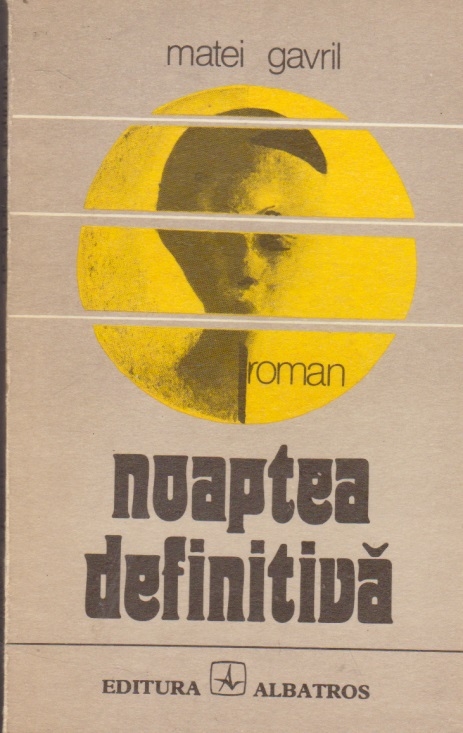 matei gavril
roman
noaptea
definitivă
EDITURA ALBATROS